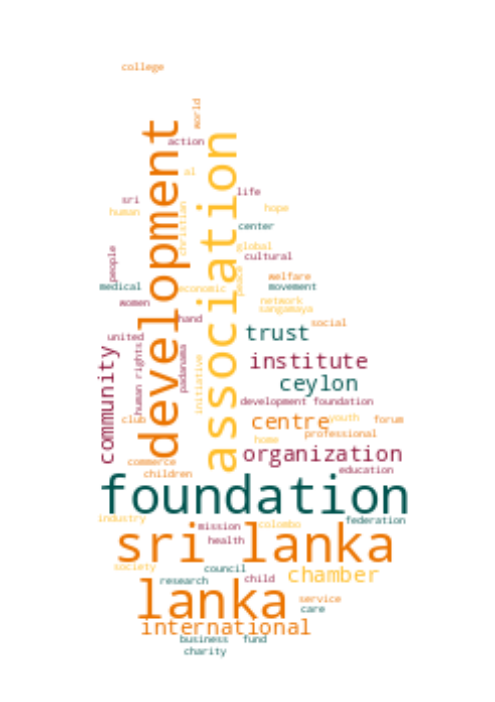 college
world
action
al
life
sri
human
hope
christian
center
development
association
global
cultural
people
peace
welfare
medical
economic
movement
women
network
sangamaya
hand
social
trust
united
human rights
padanama
institute
community
initiative
ceylon
development foundation
club
centre
youth
forum
professional
home
organization
commerce
education
children
foundation
industry
colombo
federation
mission
sri lanka
health
society
council
chamber
research
child
lanka
service
care
international
business
fund
charity